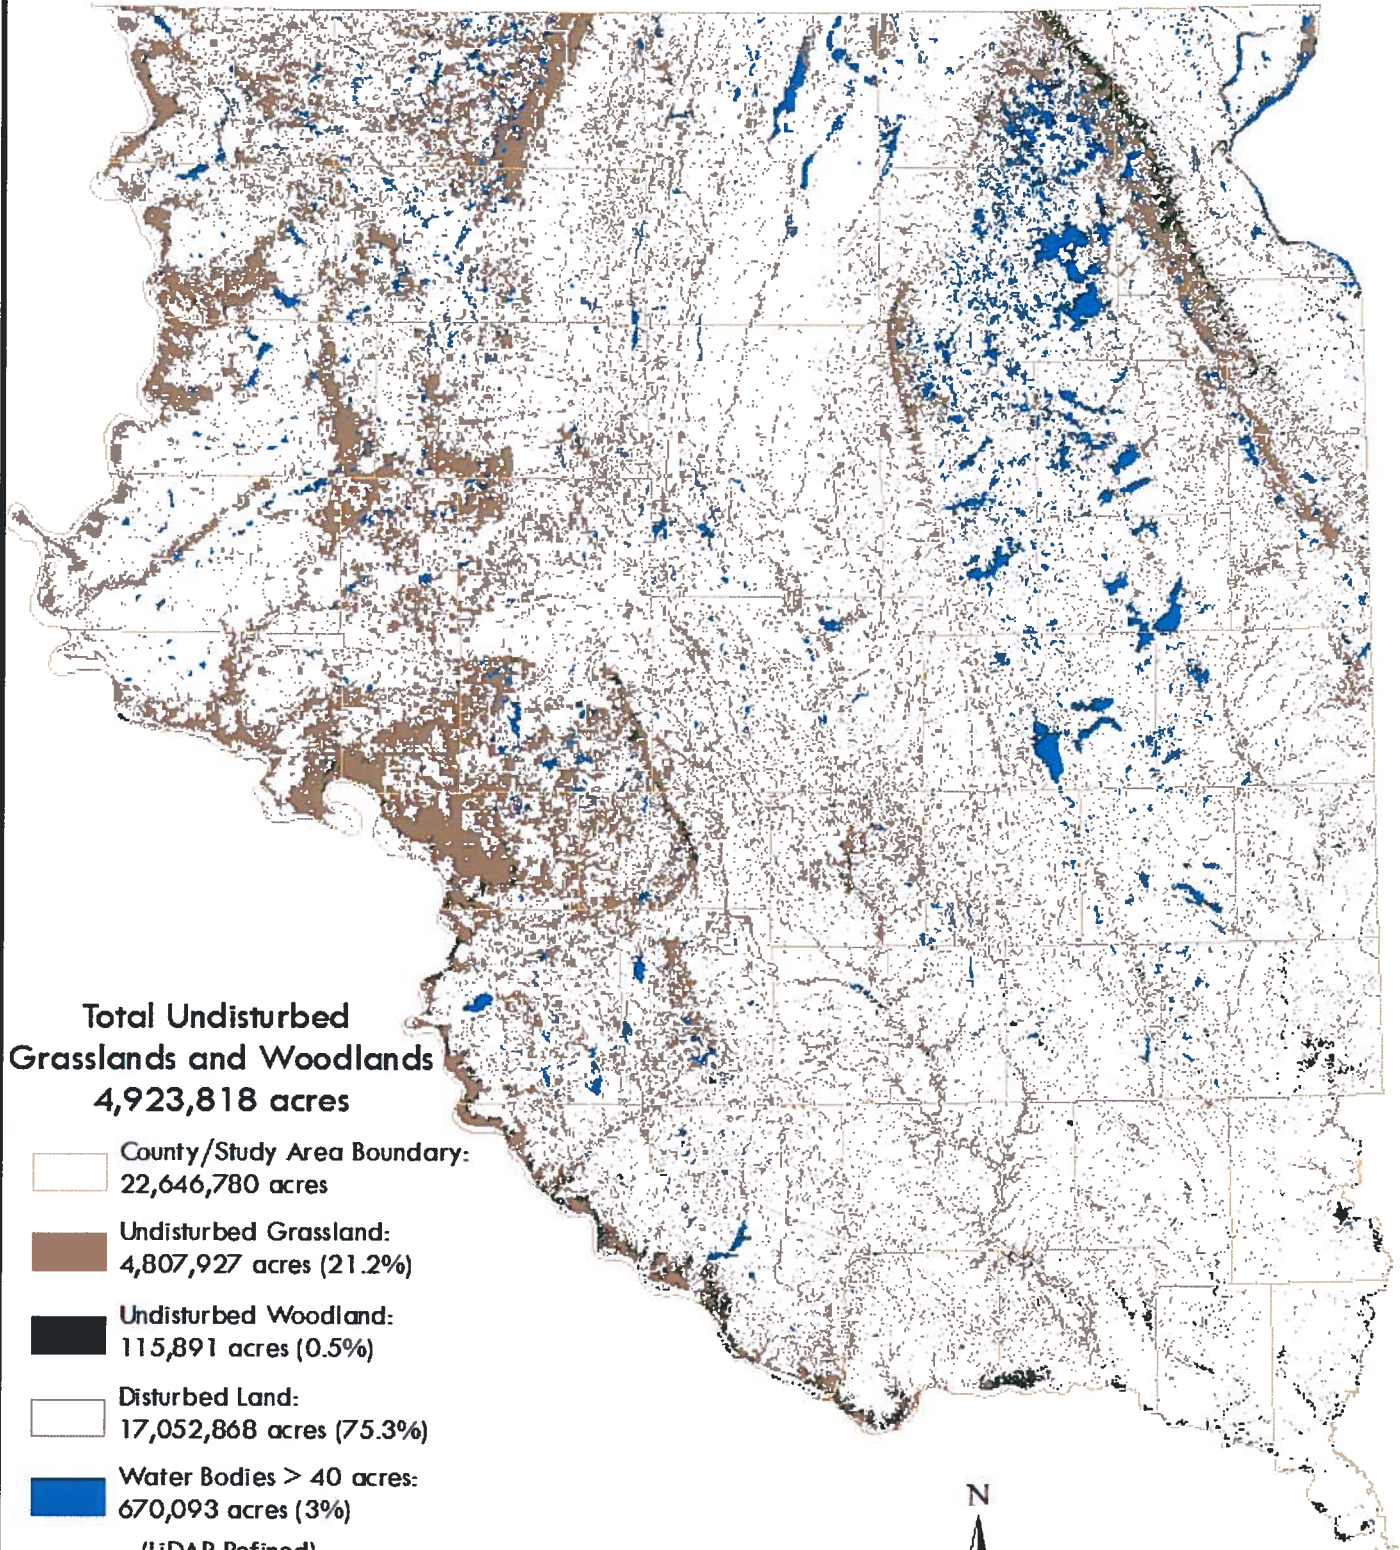 Total Undisturbed
Grasslands and Woodlands
4,923,818 acres
County/Study Area Boundary:
22,646,780 acres
Undisturbed Grassland:
4,807,927 acres (21.2%)
Undisturbed Woodland:
115,891 acres (0.5%)
Disturbed Land:
17,052,868 acres (75.3%)
Water Bodies > 40 acres:
670,093 acres (3%)
(LiDAR Refined)
N